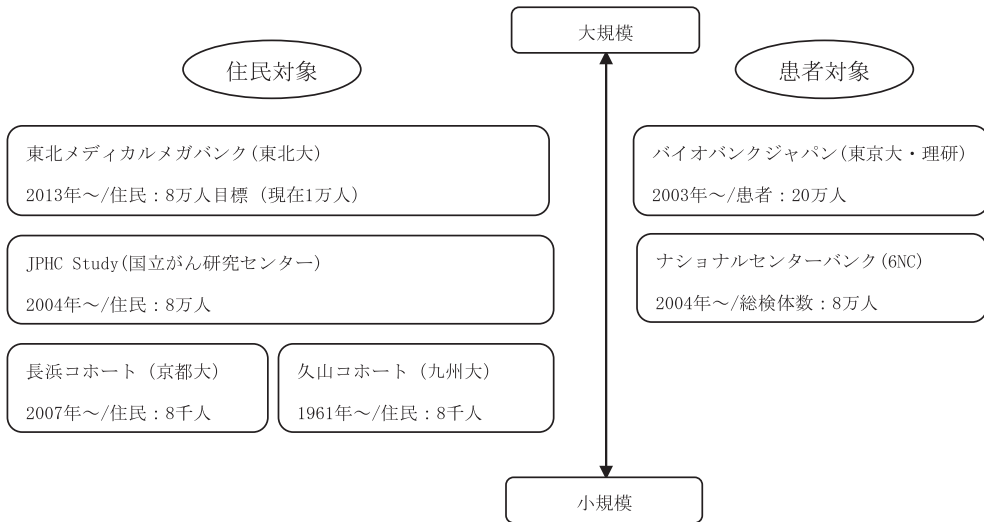 大規模
住民対象
患者対象
東北メディカルメガバンク(東北大)
2013年～/住民：8万人目標 (現在1万人)
JPHC Study(国立がん研究センター)
2004年～/住民：8万人
長浜コホート (京都大)
2007年～/住民：8千人
久山コホート (九州大)
1961年～/住民：8千人
バイオバンクジャパン(東京大・理研)
2003年～/患者：20万人
ナショナルセンターバンク(6NC)
2004年～/総検体数：8万人
小規模